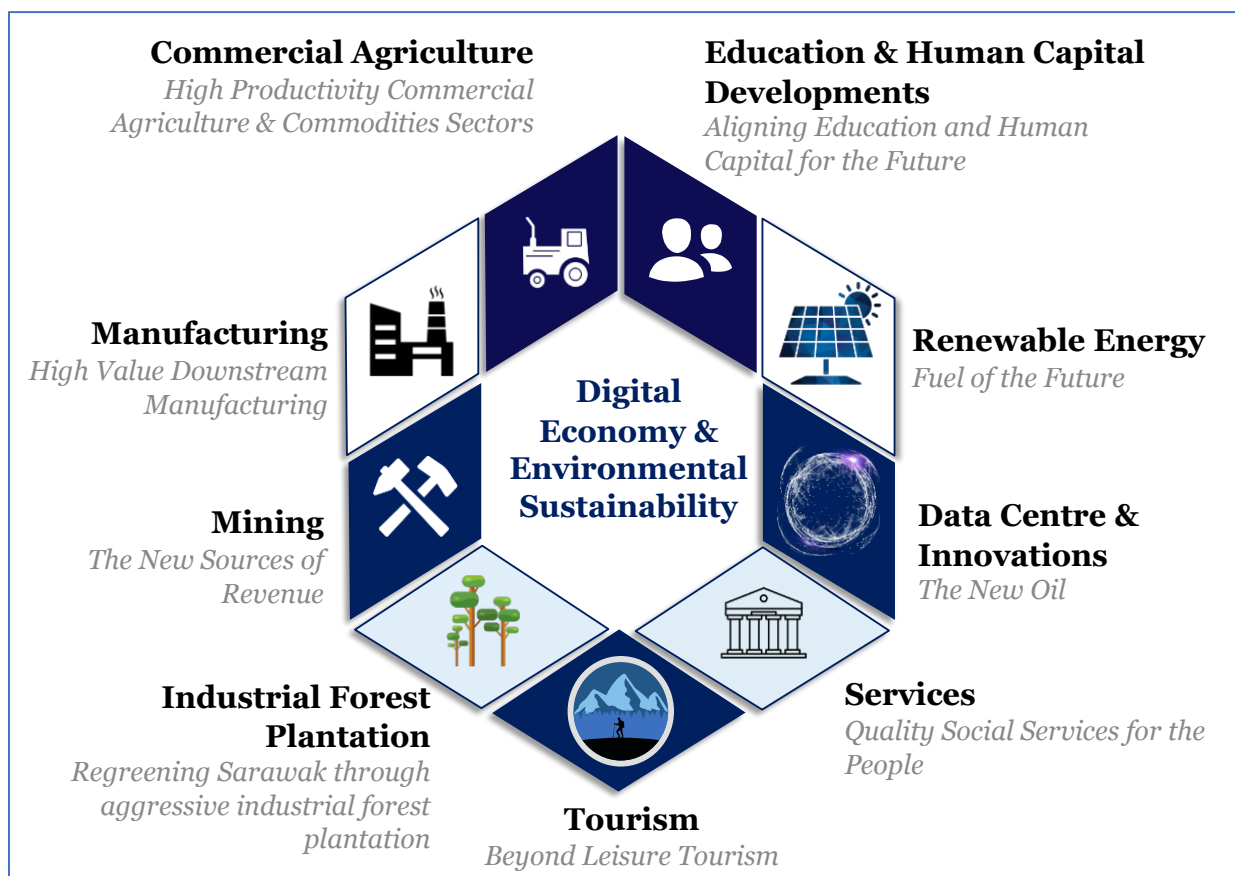 Commercial Agriculture
High Productivity Commercial
Agriculture & Commodities Sectors
Education & Human Capital
Developments
Aligning Education and Human
Capital for the Future
Manufacturing
High Value Downstream
Manufacturing
Renewable Energy
Fuel of the Future
Digital
Economy &
Environmental
Sustainability
Mining
The New Sources of
Revenue
Data Centre &
Innovations
The New Oil
Industrial Forest
Plantation
Regreening Sarawak through
aggressive industrial forest
plantation
Services
Quality Social Services for the
People
Tourism
Beyond Leisure Tourism